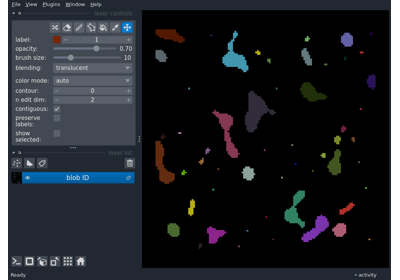 File View Plugins Window Help
layer controls
label: 1
opacity: 0.70
brush size: 10
blending: translucent
color mode: auto
contour: 0
n edit dim: 2
contiguous: ✓
preserve
labels:
show
selected:
layer list
blob ID
Ready activity